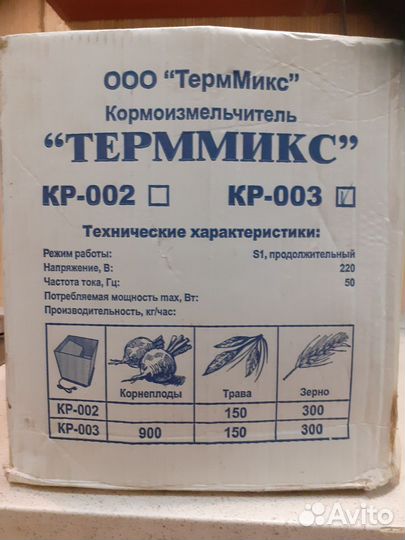 ООО “ТермМикс”
Кормоизмельчитель
“ТЕРММИКС”
КР-002 КР-003
Технические характеристики:
Режим работы: S1, продолжительный
Напряжение, В: 220
Частота тока, Гц: 50
Потребляемая мощность max, Вт:
Производительность, кг/час:
Корнеплоды Трава Зерно
КР-002 150 300
КР-003 900 150 300
Avito